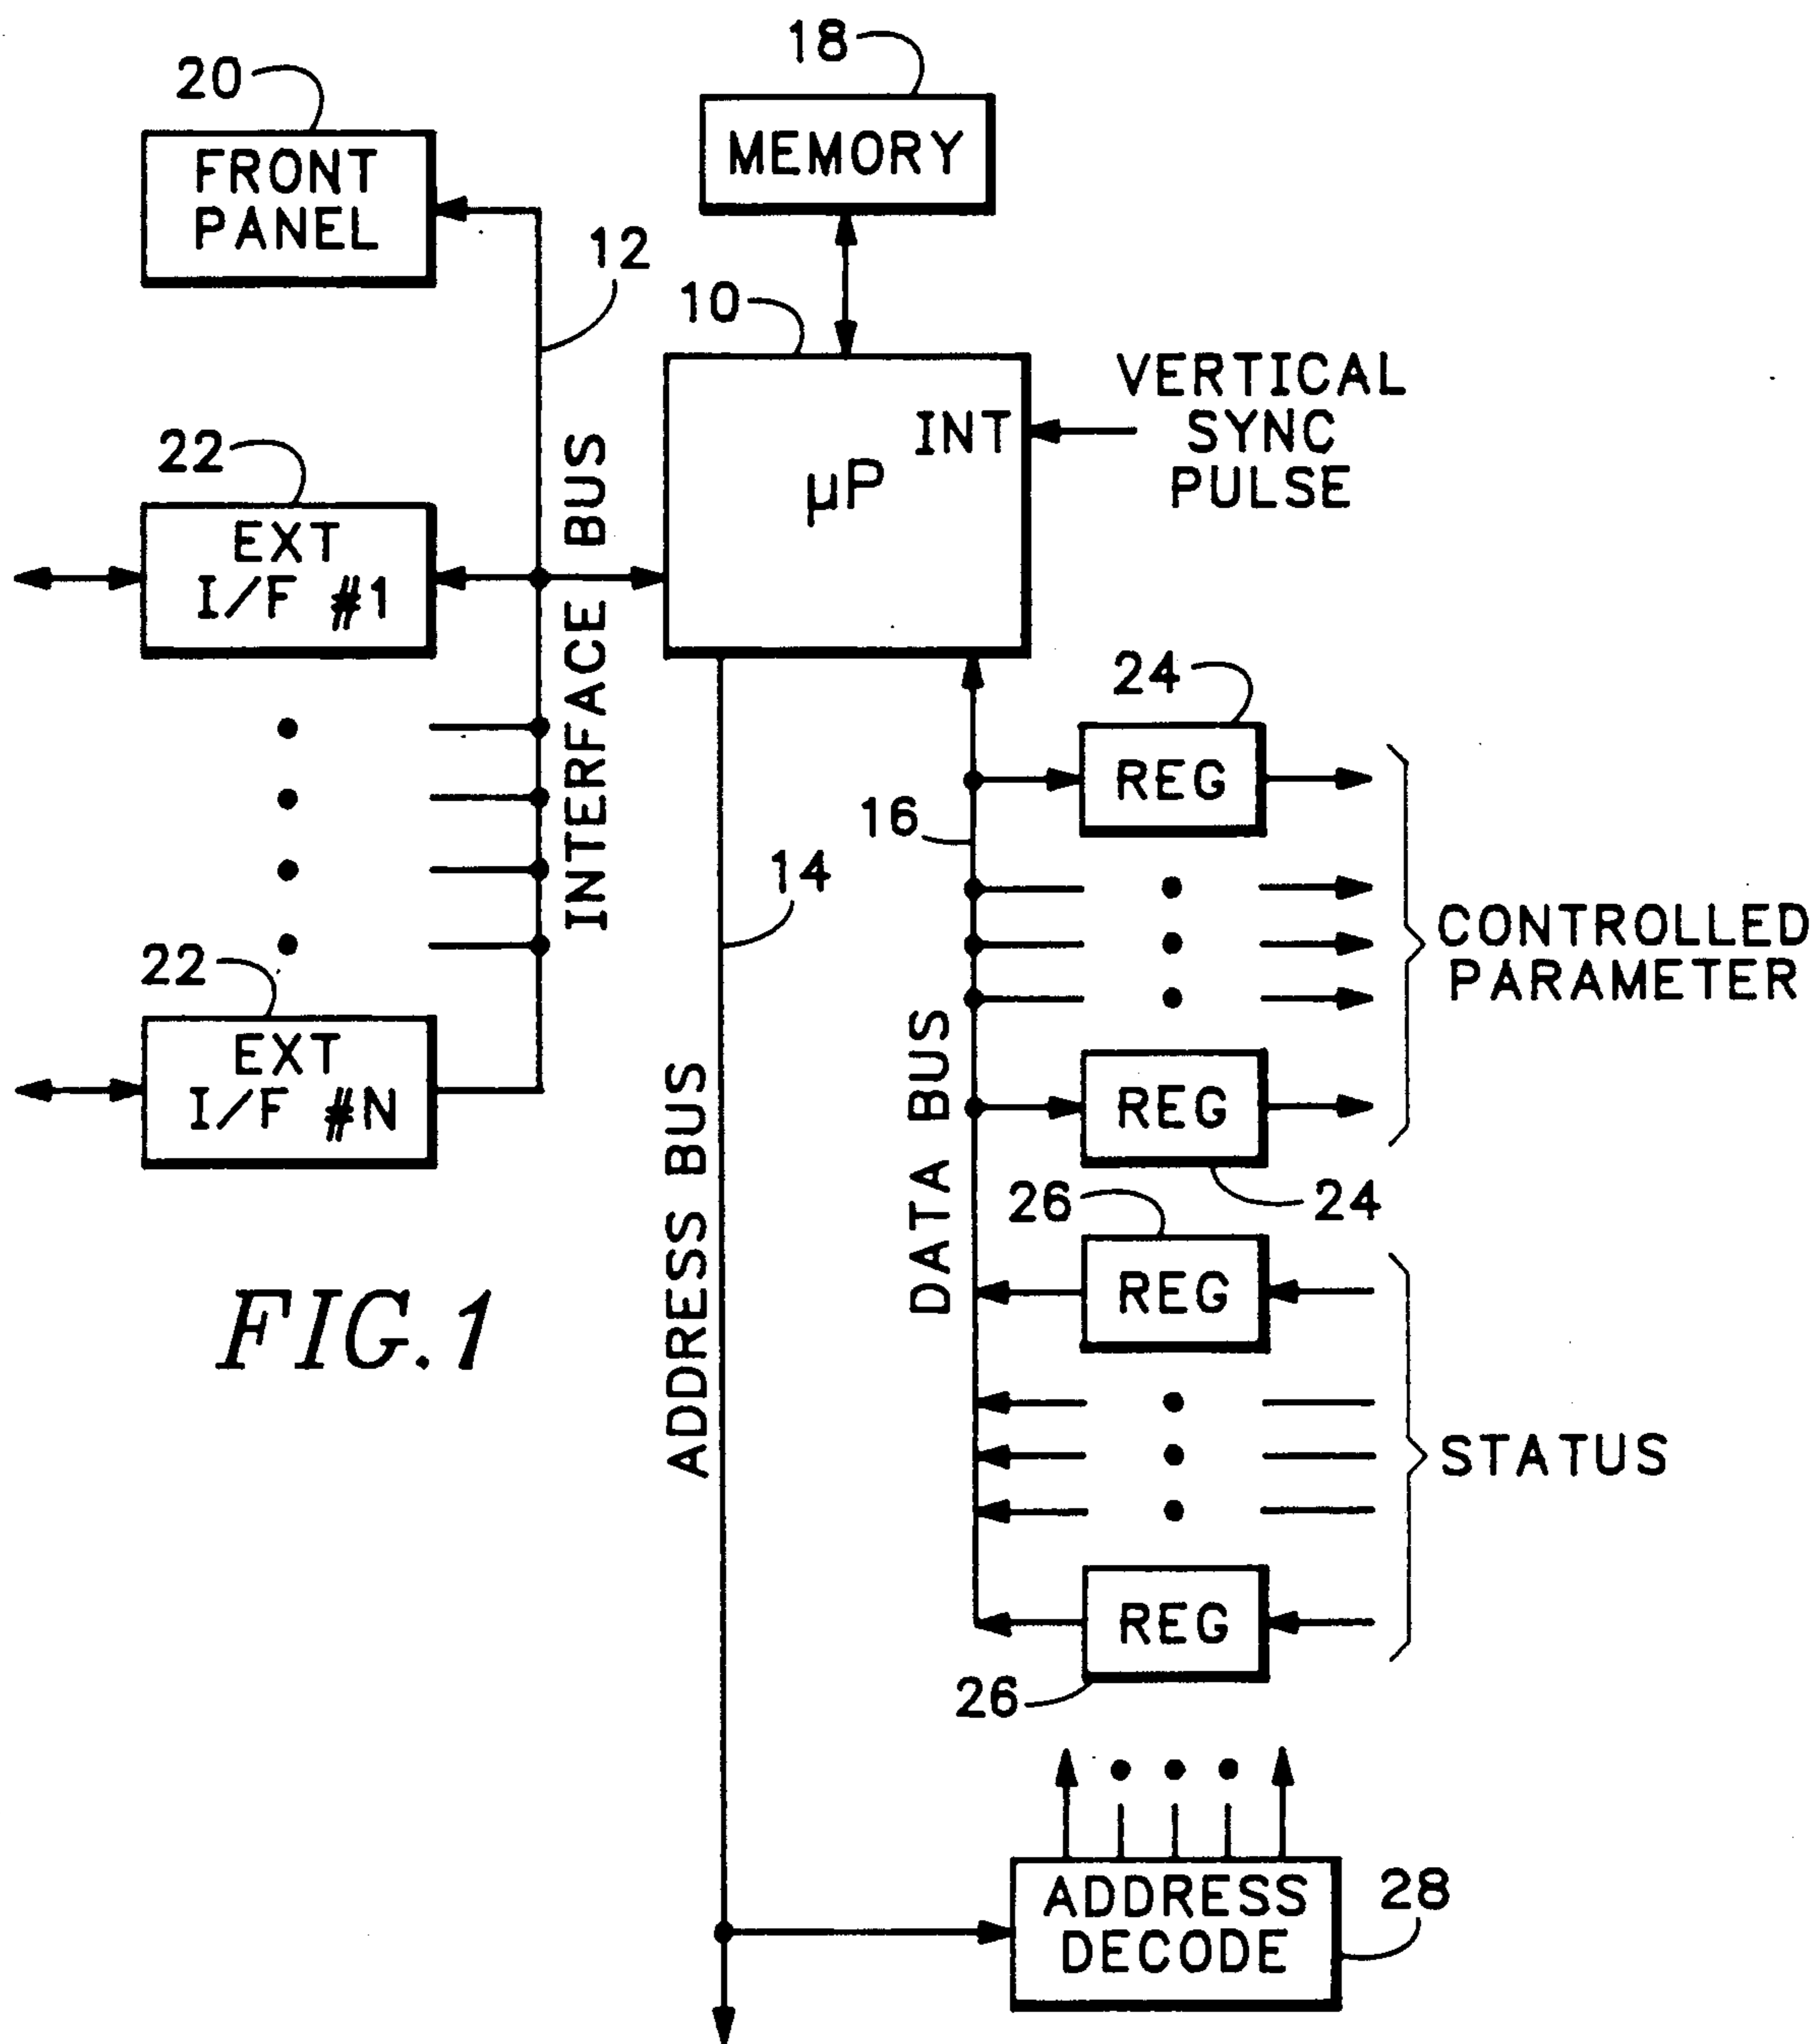 18
20
MEMORY
FRONT
PANEL
12
10
VERTICAL
SYNC
PULSE
INT
µP
22
EXT
I/F #1
INTERFACE BUS
24
REG
16
14
CONTROLLED
PARAMETER
22
EXT
I/F #N
DATA BUS
ADDRESS BUS
REG
24
26
REG
FIG.1
STATUS
REG
26
ADDRESS
DECODE
28